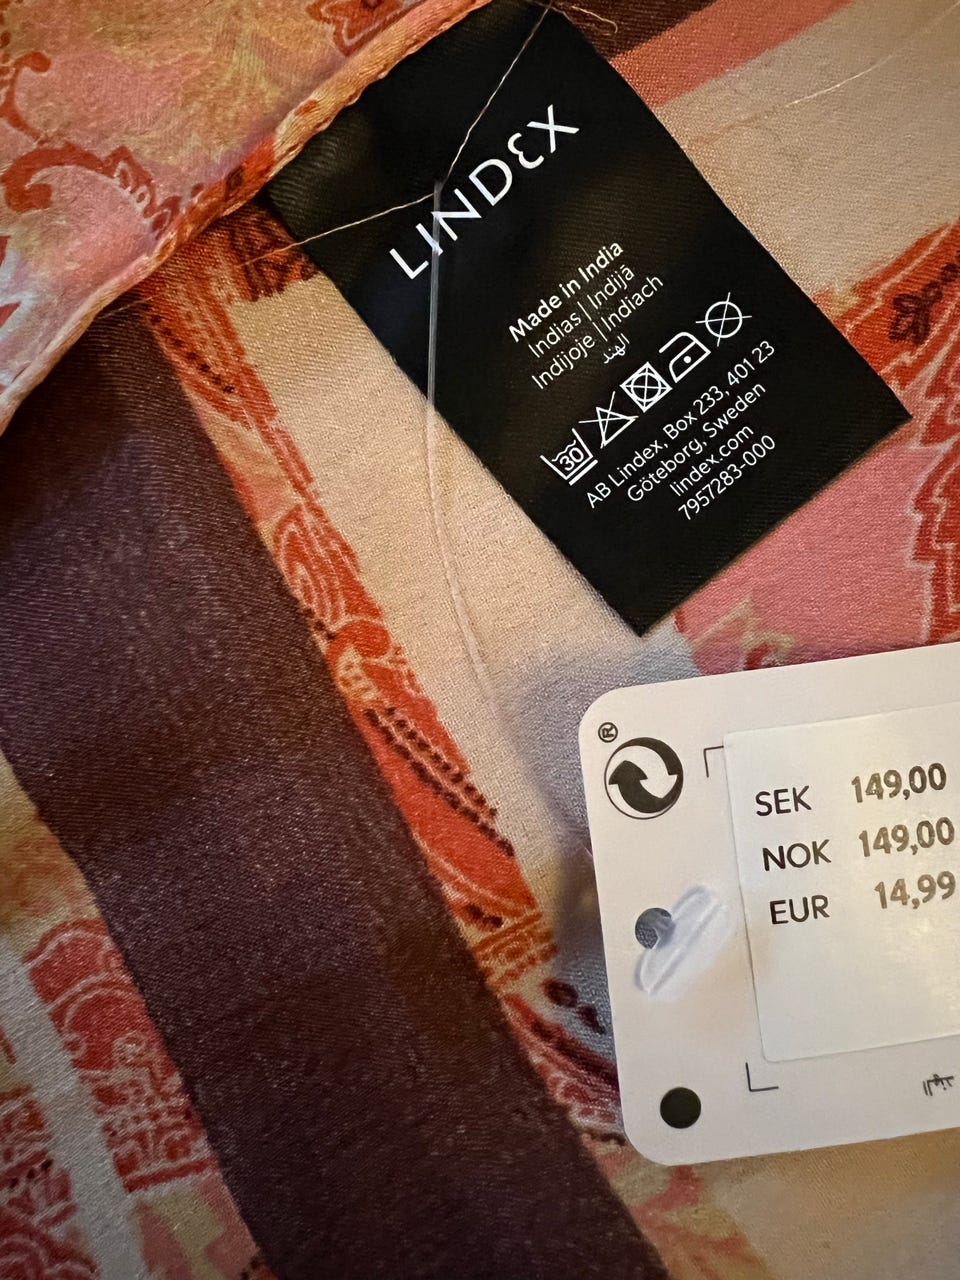 LINDEX
Made in India
Indias | Indijā
Indijoje | Indiach
الهند
30
AB Lindex, Box 233, 401 23
Göteborg, Sweden
lindex.com
7957283-000
®
SEK 149,00
NOK 149,00
EUR 14,99